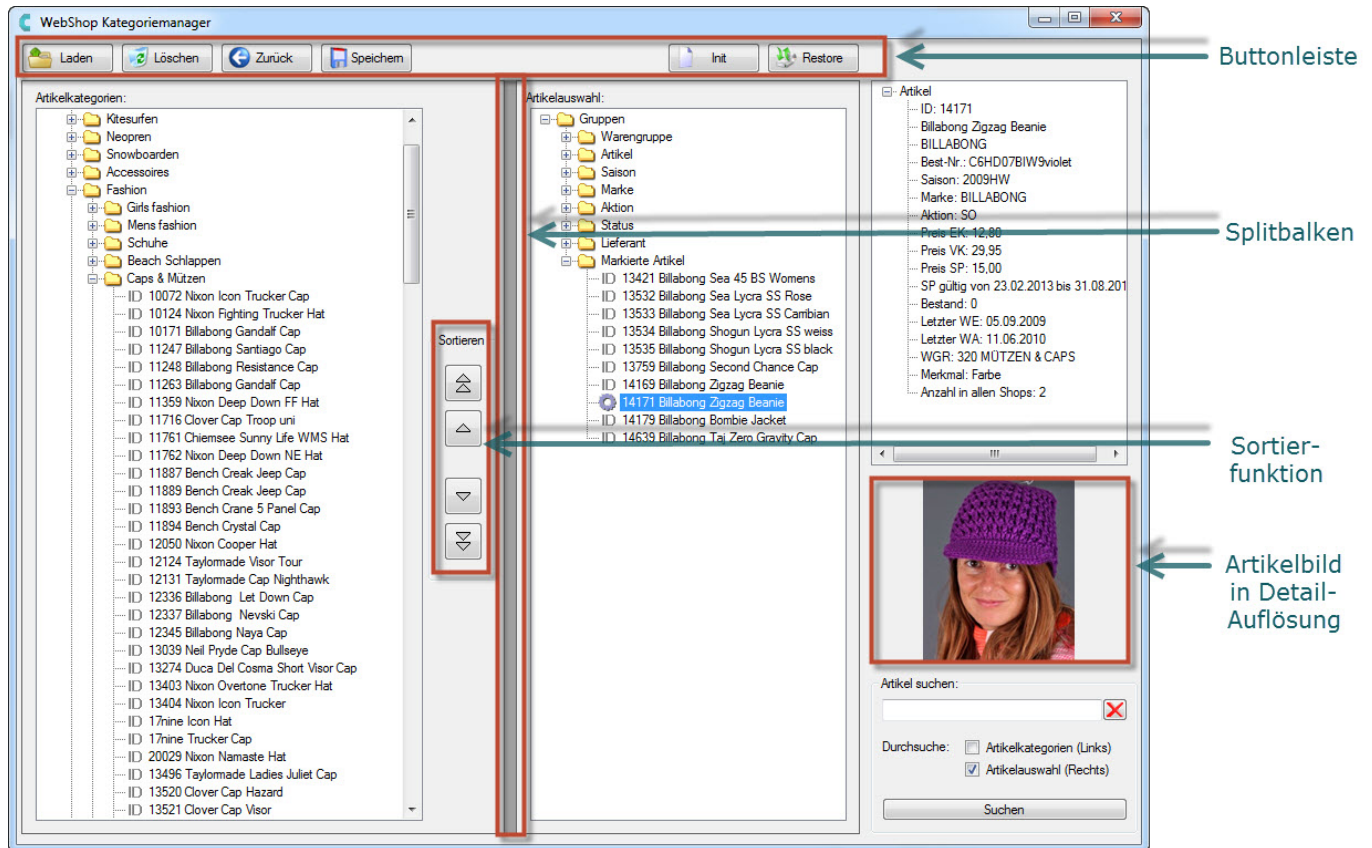 WebShop Kategoriemanager
Laden
Löschen
Zurück
Speichern
Init
Restore
Buttonleiste
Artikelkategorien:
Kitesurfen
Neopren
Snowboarden
Accessoires
Fashion
Girls fashion
Mens fashion
Schuhe
Beach Schlappen
Caps & Mützen
ID 10072 Nixon Icon Trucker Cap
ID 10124 Nixon Fighting Trucker Hat
ID 10171 Billabong Gandalf Cap
ID 11247 Billabong Santiago Cap
ID 11248 Billabong Resistance Cap
ID 11263 Billabong Gandalf Cap
ID 11359 Nixon Deep Down FF Hat
ID 11716 Clover Cap Troop uni
ID 11761 Chiemsee Sunny Life WMS Hat
ID 11762 Nixon Deep Down NE Hat
ID 11887 Bench Creak Jeep Cap
ID 11889 Bench Creak Jeep Cap
ID 11893 Bench Crane 5 Panel Cap
ID 11894 Bench Crystal Cap
ID 12050 Nixon Cooper Hat
ID 12124 Taylormade Visor Tour
ID 12131 Taylormade Cap Nighthawk
ID 12336 Billabong Let Down Cap
ID 12337 Billabong Nevski Cap
ID 12345 Billabong Naya Cap
ID 13039 Neil Pryde Cap Bullseye
ID 13274 Duca Del Cosma Short Visor Cap
ID 13403 Nixon Overtone Trucker Hat
ID 13404 Nixon Icon Trucker
ID 17nine Icon Hat
ID 17nine Trucker Cap
ID 20029 Nixon Namaste Hat
ID 13496 Taylormade Ladies Juliet Cap
ID 13520 Clover Cap Hazard
ID 13521 Clover Cap Visor
Sortieren
Artikelauswahl:
Gruppen
Warengruppe
Artikel
Saison
Marke
Aktion
Status
Lieferant
Markierte Artikel
ID 13421 Billabong Sea 45 BS Womens
ID 13532 Billabong Sea Lycra SS Rose
ID 13533 Billabong Sea Lycra SS Cambian
ID 13534 Billabong Shogun Lycra SS weiss
ID 13535 Billabong Shogun Lycra SS black
ID 13759 Billabong Second Chance Cap
ID 14169 Billabong Zigzag Beanie
14171 Billabong Zigzag Beanie
ID 14179 Billabong Bombie Jacket
ID 14639 Billabong Taj Zero Gravity Cap
Artikel
ID: 14171
Billabong Zigzag Beanie
BILLABONG
Best-Nr.: C6HD07BIW9violet
Saison: 2009HW
Marke: BILLABONG
Aktion: SO
Preis EK: 12,80
Preis VK: 29,95
Preis SP: 15,00
SP gültig von 23.02.2013 bis 31.08.201
Bestand: 0
Letzter WE: 05.09.2009
Letzter WA: 11.06.2010
WGR: 320 MÜTZEN & CAPS
Merkmal: Farbe
Anzahl in allen Shops: 2
Splitbalken
Sortier-
funktion
Artikelbild
in Detail-
Auflösung
Artikel suchen:
Durchsuche:
Artikelkategorien (Links)
Artikelauswahl (Rechts)
Suchen